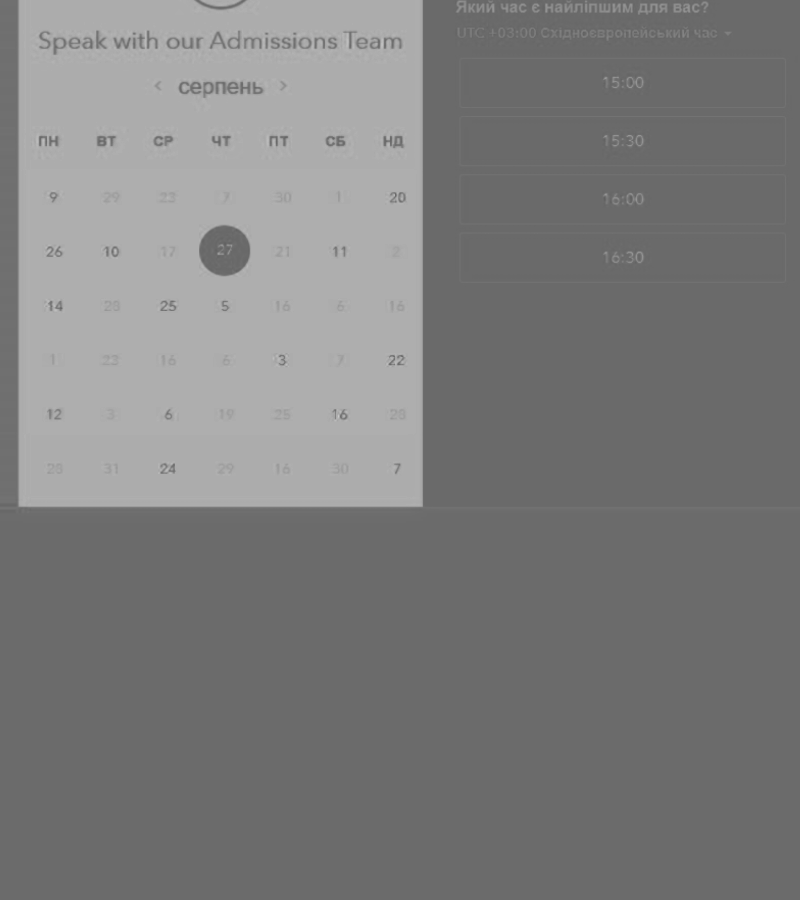 Speak with our Admissions Team
‹ серпень ›
ПН ВТ СР ЧТ ПТ СБ НД
9 29 23 7 30 1 20
26 10 17 27 21 11 2
14 28 25 5 16 6 16
1 23 16 6 3 7 22
12 3 6 19 25 16 28
28 31 24 29 16 30 7
Який час є найліпшим для вас?
UTC +03:00 Східноєвропейський час
15:00
15:30
16:00
16:30